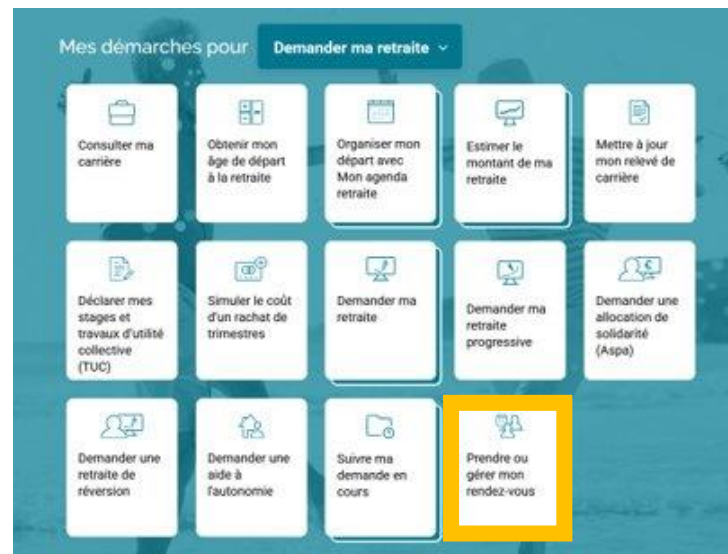 Mes démarches pour
Demander ma retraite
Consulter ma
carrière
Obtenir mon
âge de départ
à la retraite
Organiser mon
départ avec
Mon agenda
retraite
Estimer le
montant de ma
retraite
Mettre à jour
mon relevé de
carrière
Déclarer mes
stages et
travaux d'utilité
collective
(TUC)
Simuler le coût
d'un rachat de
trimestres
Demander ma
retraite
Demander ma
retraite
progressive
Demander une
allocation de
solidarité
(Aspa)
Demander une
retraite de
réversion
Demander une
aide à
l'autonomie
Suivre ma
demande en
cours
Prendre ou
gérer mon
rendez-vous